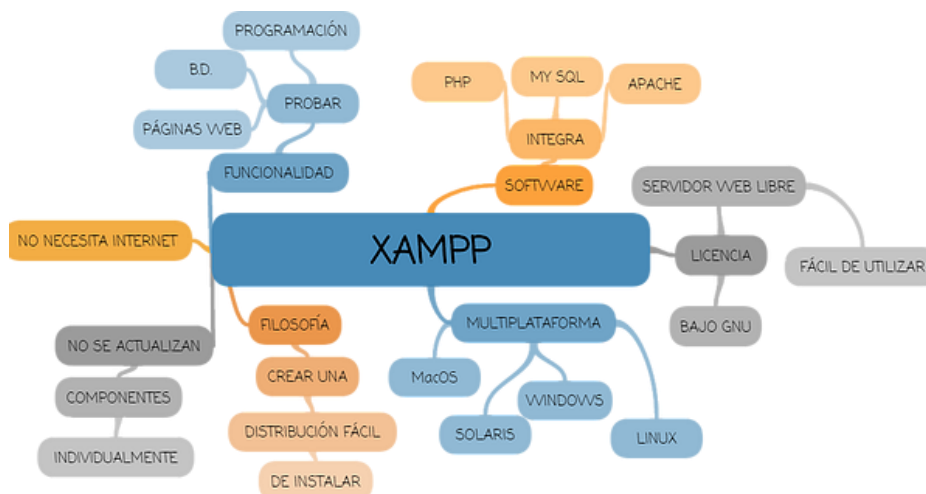 PROGRAMACIÓN
B.D.
PROBAR
PÁGINAS WEB
FUNCIONALIDAD
PHP
MY SQL
APACHE
INTEGRA
SOFTWARE
SERVIDOR WEB LIBRE
NO NECESITA INTERNET
XAMPP
LICENCIA
FÁCIL DE UTILIZAR
BAJO GNU
FILOSOFÍA
CREAR UNA
DISTRIBUCIÓN FÁCIL
DE INSTALAR
MULTIPLATAFORMA
MacOS
SOLARIS
WINDOWS
LINUX
NO SE ACTUALIZAN
COMPONENTES
INDIVIDUALMENTE